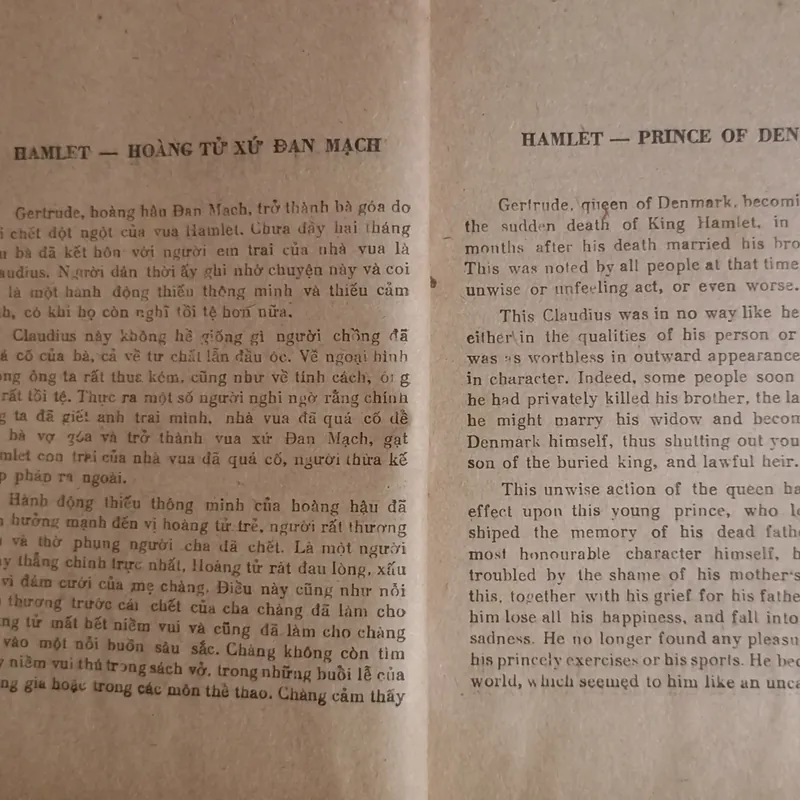 HAMLET — HOÀNG TỬ XỨ ĐAN MẠCH
Gertrude, hoàng hâu Đan Mạch, trở thành bà góa do
chết đột ngột của vua Hamlet. Chưa đầy hai tháng
bà đã kết hôn với người em trai của nhà vua là
audius. Người dân thời ấy ghi nhớ chuyện này và coi
là một hành động thiếu thông minh và thiếu cảm
h, có khi họ còn nghĩ tồi tệ hơn nữa.
Claudius này không hề giống gì người chồng đã
á cố của bà, cả về tư chất lẫn đầu óc. Về ngoại hình
ông ta rất thua kém, cũng như về tính cách, ô g
rất tồi tệ. Thực ra một số người nghi ngờ rằng chính
g ta đã giết anh trai mình, nhà vua đã quá cố để
bà vợ góa và trở thành vua xứ Đan Mạch, gạt
mlet con trai của nhà vua đã quá cố, người thừa kế
p pháp ra ngoài.
Hành động thiếu thông minh của hoàng hậu đã
hưởng mạnh đến vị hoàng tử trẻ, người rất thương
và thờ phụng người cha đã chết. Là một người
y thẳng chính trực nhất, Hoàng tử rất đau lòng, xấu
vì đám cưới của mẹ chàng. Điều này cũng như nỗi
thương trước cái chết của cha chàng đã làm cho
ng tử mất hết niềm vui và cũng đã làm cho chàng
vào một nỗi buồn sâu sắc. Chàng không còn tìm
niềm vui thú trong sách vở, trong những buổi lễ của
ng gia hoặc trong các môn thể thao. Chàng cảm thấy
HAMLET — PRINCE OF DEN
Gertrude, queen of Denmark, becomi
the sudden death of King Hamlet, in
months after his death married his bro
This was noted by all people at that time
unwise or unfeeling act, or even worse.
This Claudius was in no way like he
either in the qualities of his person or
was as worthless in outward appearance
in character. Indeed, some people soon
he had privately killed his brother, the la
he might marry his widow and becom
Denmark himself, thus shutting out you
son of the buried king, and lawful heir.
This unwise action of the queen ha
effect upon this young prince, who lo
shiped the memory of his dead fathe
most honourable character himself, h
troubled by the shame of his mother's
this, together with his grief for his fathe
him lose all his happiness, and fall into
sadness. He no longer found any pleasu
his princely exercises or his sports. He bec
world, which seemed to him like an unca